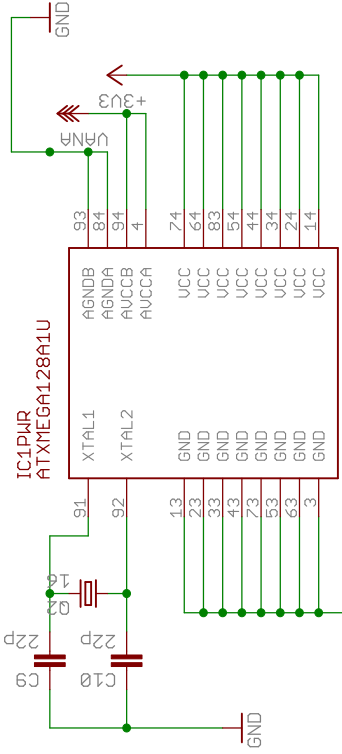 GND
+3V3
VANA
93
84
94
4
74
64
83
54
44
34
24
14
AGNDB
AGNDA
AVCCB
AVCCA
VCC
VCC
VCC
VCC
VCC
VCC
VCC
VCC
IC1PWR
ATXMEGA128A1U
XTAL1
XTAL2
GND
GND
GND
GND
GND
GND
GND
GND
91
92
13
23
33
43
73
53
63
3
16
Q2
22p
22p
C9
C10
GND